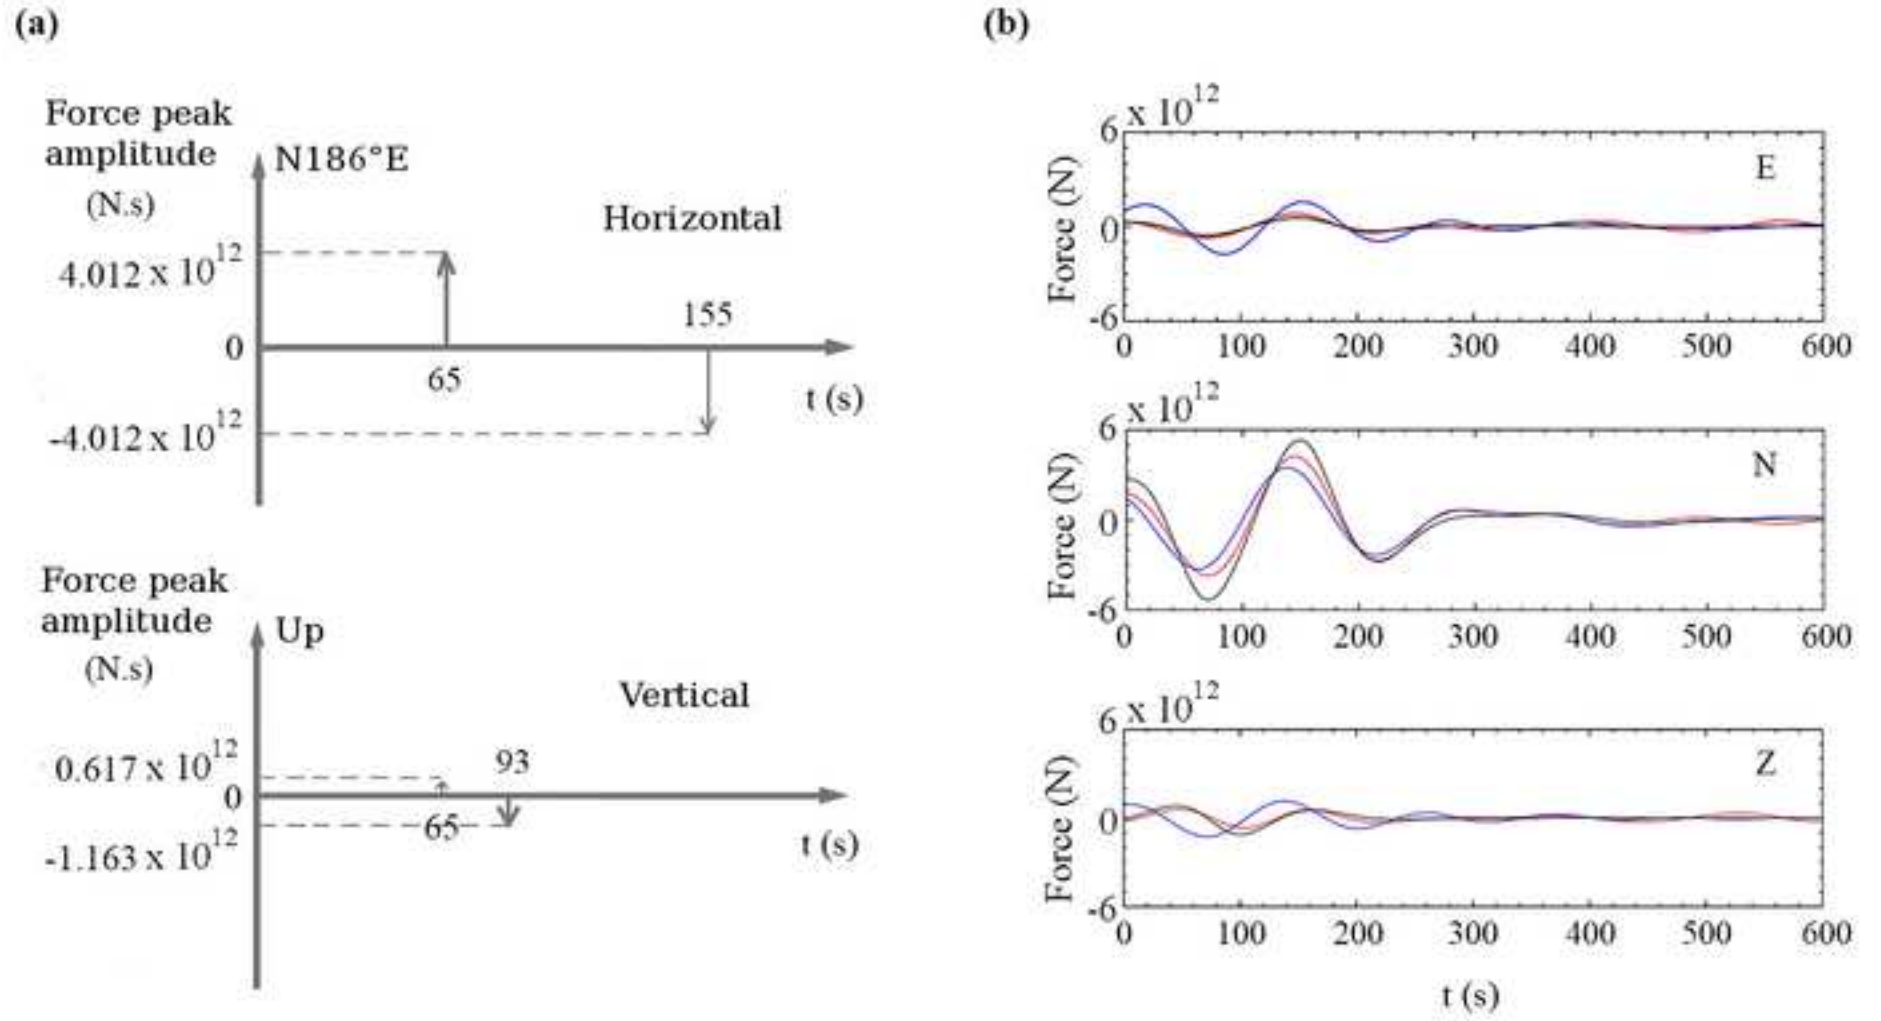 (a)
Force peak
amplitude
(N.s)
N186°E
Horizontal
4.012 x 10^12
155
0
65
t (s)
-4.012 x 10^12
Force peak
amplitude
(N.s)
Up
Vertical
0.617 x 10^12
93
0
65
-1.163 x 10^12
t (s)
(b)
x 10^12
6
E
Force (N)
0
-6
0 100 200 300 400 500 600
x 10^12
6
N
Force (N)
0
-6
0 100 200 300 400 500 600
x 10^12
6
Z
Force (N)
0
-6
0 100 200 300 400 500 600
t (s)